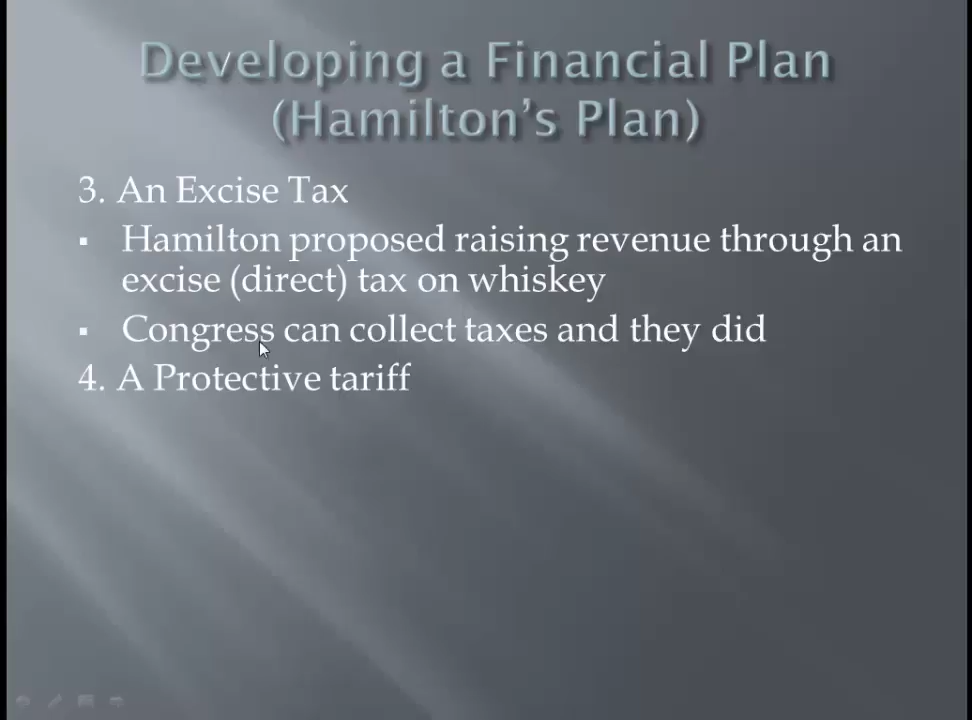 Developing a Financial Plan
(Hamilton's Plan)
3. An Excise Tax
▪ Hamilton proposed raising revenue through an
excise (direct) tax on whiskey
▪ Congress can collect taxes and they did
4. A Protective tariff